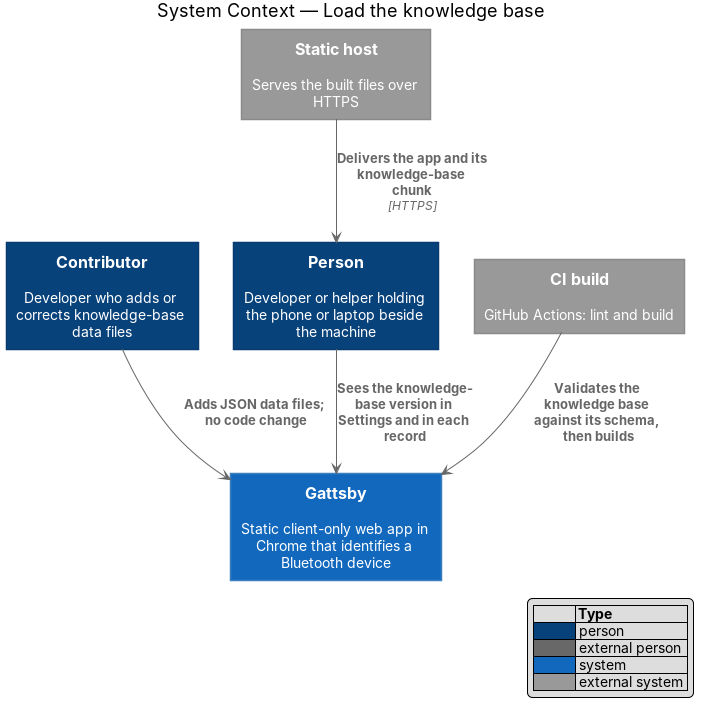 System Context — Load the knowledge base
Static host
Serves the built files over
HTTPS
Delivers the app and its
knowledge-base
chunk
[HTTPS]
Contributor
Developer who adds or
corrects knowledge-base
data files
Person
Developer or helper holding
the phone or laptop beside
the machine
CI build
GitHub Actions: lint and build
Adds JSON data files;
no code change
Sees the knowledge-
base version in
Settings and in each
record
Validates the
knowledge base
against its schema,
then builds
Gattsby
Static client-only web app in
Chrome that identifies a
Bluetooth device
Type
person
external person
system
external system